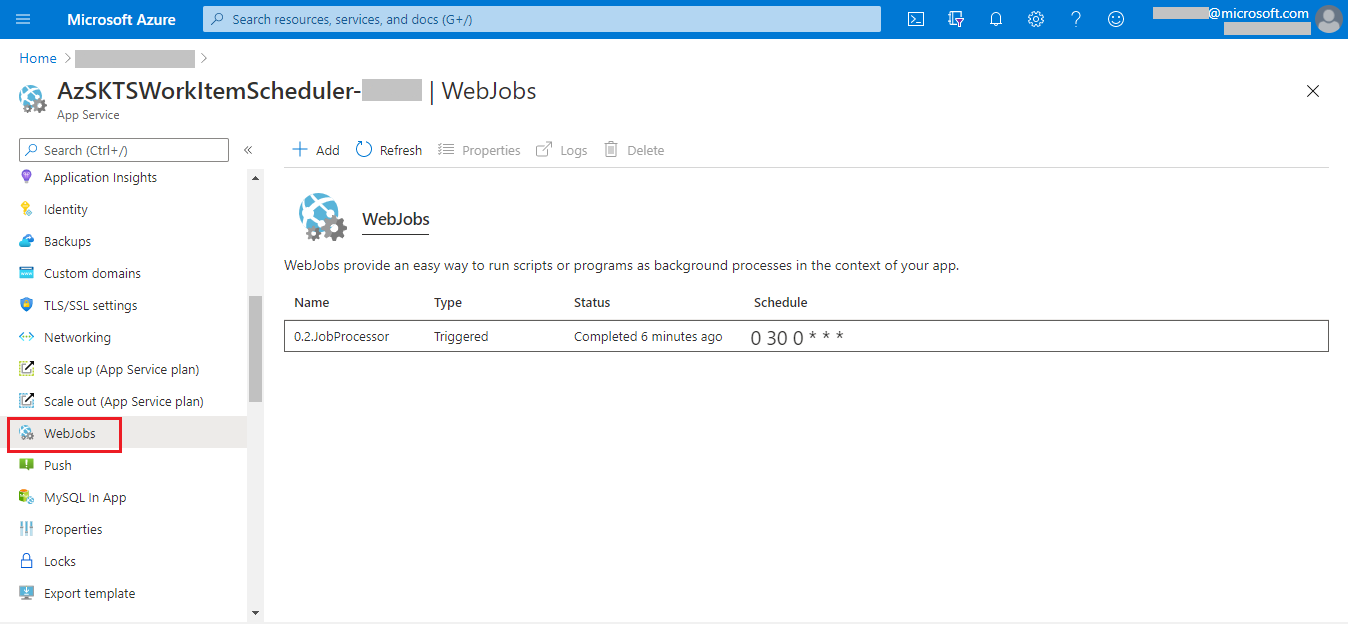 Microsoft Azure
Search resources, services, and docs (G+/)
@microsoft.com
Home
AzSKTSWorkItemScheduler- | WebJobs
App Service
Search (Ctrl+/)
Add Refresh Properties Logs Delete
Application Insights
Identity
Backups
Custom domains
TLS/SSL settings
Networking
Scale up (App Service plan)
Scale out (App Service plan)
WebJobs
Push
MySQL In App
Properties
Locks
Export template
WebJobs
WebJobs provide an easy way to run scripts or programs as background processes in the context of your app.
Name Type Status Schedule
0.2.JobProcessor Triggered Completed 6 minutes ago 0 30 0 * * *